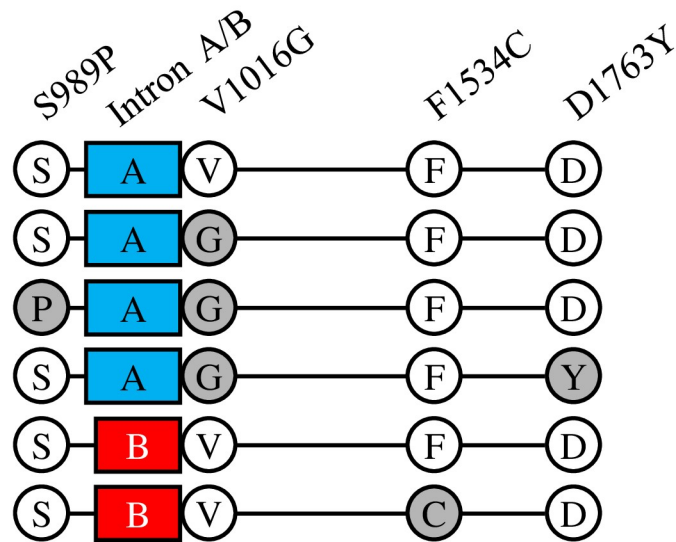 S989P Intron A/B V1016G F1534C D1763Y
S A V F D
S A G F D
P A G F D
S A G F Y
S B V F D
S B V C D